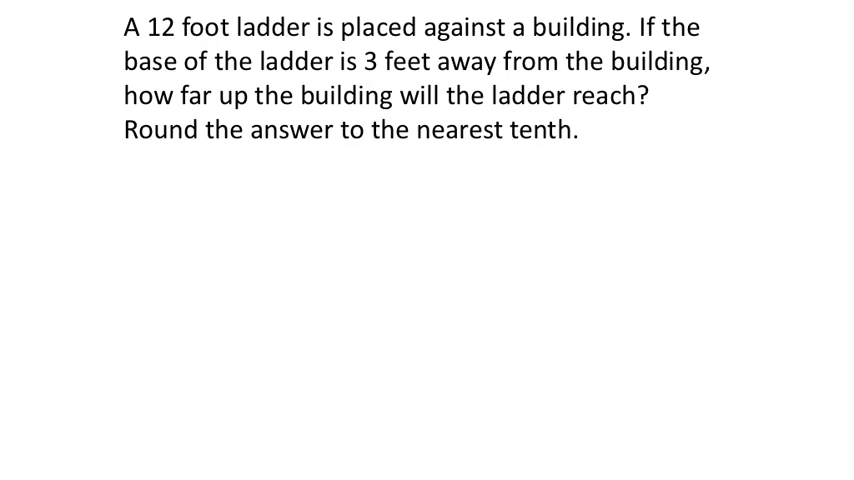 A 12 foot ladder is placed against a building. If the
base of the ladder is 3 feet away from the building,
how far up the building will the ladder reach?
Round the answer to the nearest tenth.